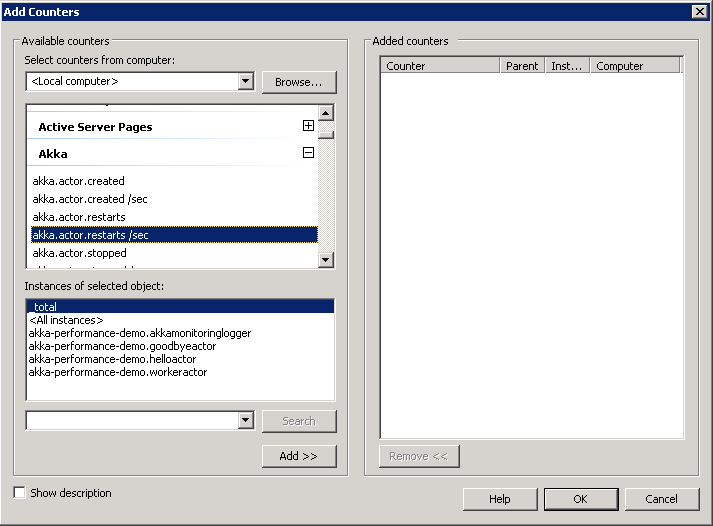 Add Counters
Available counters
Select counters from computer:
<Local computer>
Browse...
Active Server Pages
Akka
akka.actor.created
akka.actor.created /sec
akka.actor.restarts
akka.actor.restarts /sec
akka.actor.stopped
Instances of selected object:
_total
<All instances>
akka-performance-demo.akkamonitoringlogger
akka-performance-demo.goodbyeactor
akka-performance-demo.helloactor
akka-performance-demo.workeractor
Search
Add >>
Show description
Added counters
Counter Parent Inst... Computer
Remove <<
Help OK Cancel